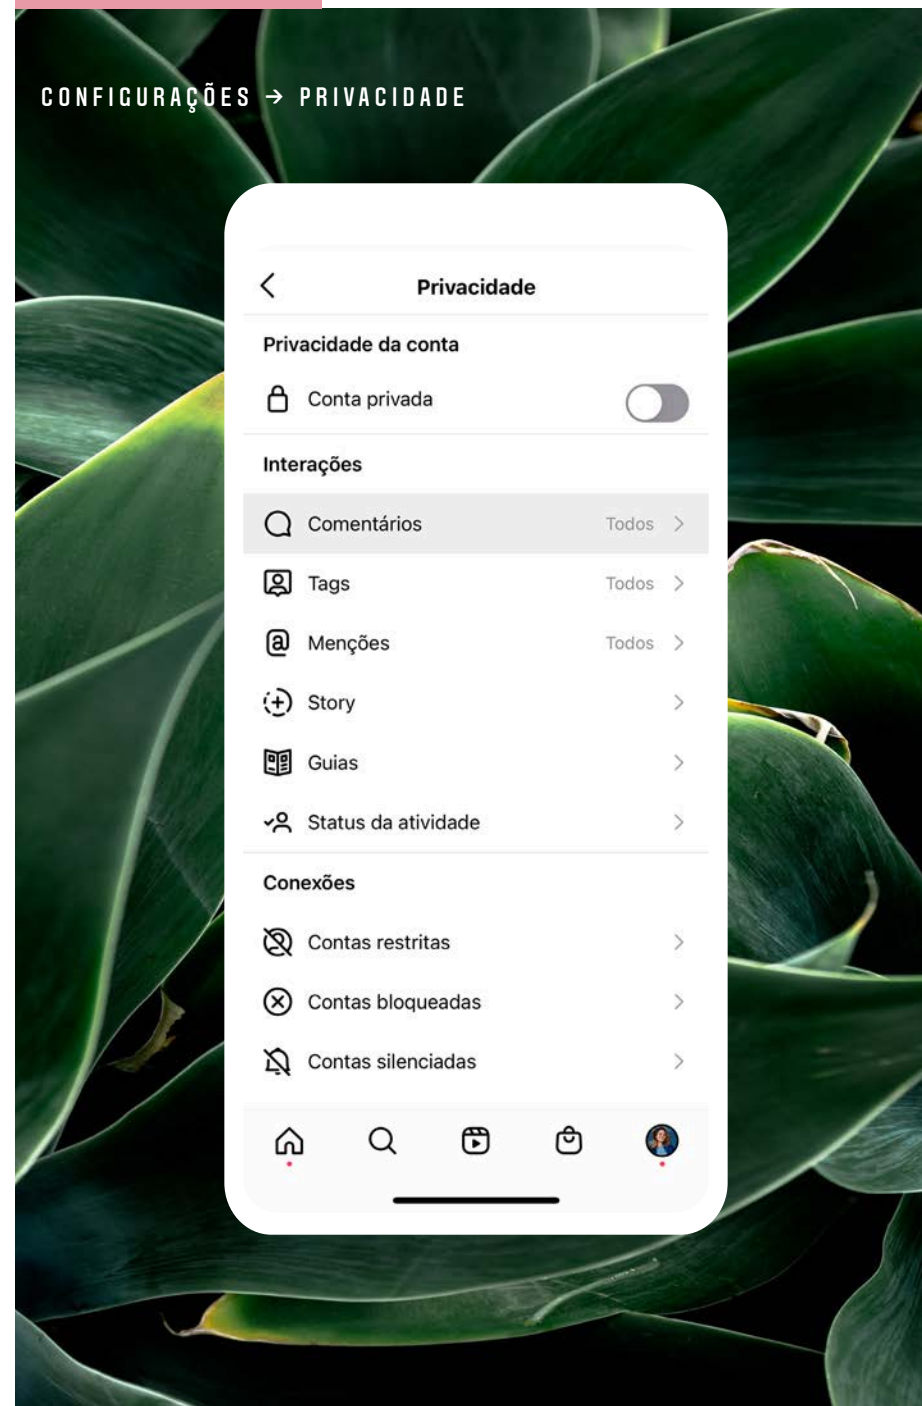 CONFIGURAÇÕES → PRIVACIDADE
Privacidade
Privacidade da conta
Conta privada
Interações
Comentários Todos
Tags Todos
Menções Todos
Story
Guias
Status da atividade
Conexões
Contas restritas
Contas bloqueadas
Contas silenciadas